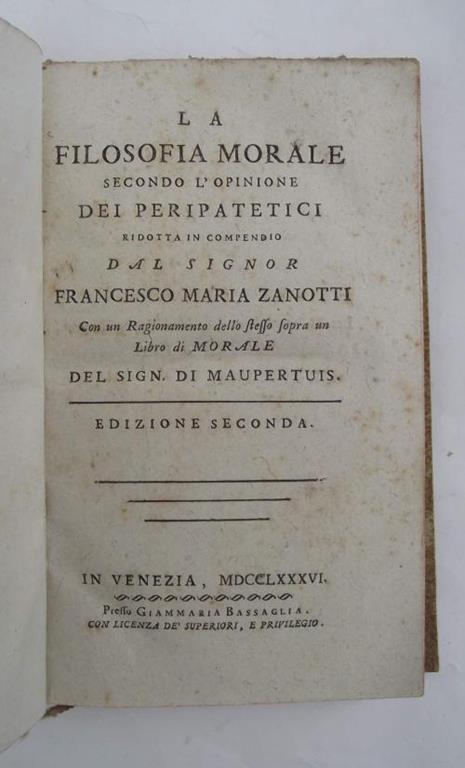 LA
FILOSOFIA MORALE
SECONDO L'OPINIONE
DEI PERIPATETICI
RIDOTTA IN COMPENDIO
DAL SIGNOR
FRANCESCO MARIA ZANOTTI
Con un Ragionamento dello ſteſſo ſopra un
Libro di MORALE
DEL SIGN. DI MAUPERTUIS.
EDIZIONE SECONDA.
IN VENEZIA, MDCCLXXXVI.
Preſſo GIAMMARIA BASSAGLIA.
CON LICENZA DE' SUPERIORI, E PRIVILEGIO.